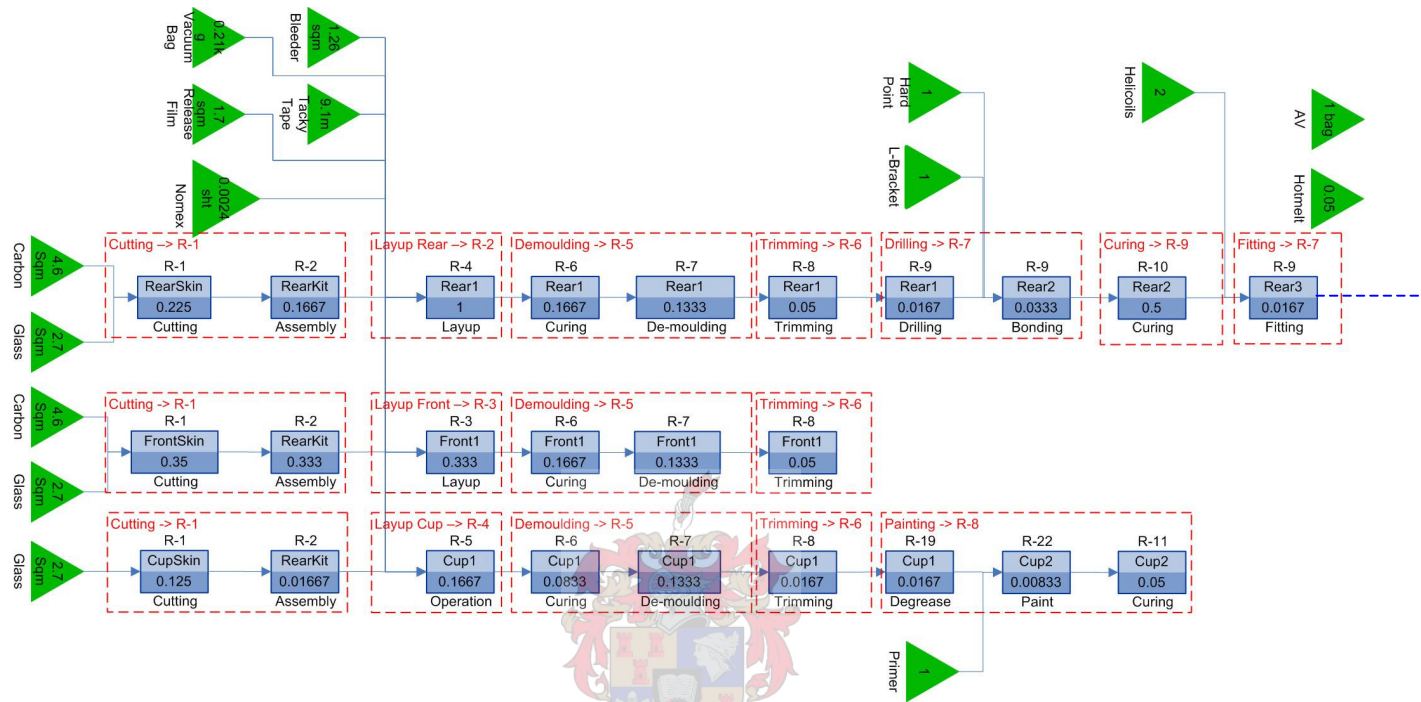 0.21k
g
Vacuum
Bag
1.26
sqm
Bleeder
1.7
sqm
Release
Film
9.1m
Tacky
Tape
0.0024
sht
Nomex
1
Hard
Point
1
L-Bracket
2
Helicoils
1 bag
AV
0.05
Hotmelt
4.6
Sqm
Carbon
2.7
Sqm
Glass
Cutting –> R-1
R-1
RearSkin
0.225
Cutting
R-2
RearKit
0.1667
Assembly
Layup Rear –> R-2
R-4
Rear1
1
Layup
Demoulding -> R-5
R-6
Rear1
0.1667
Curing
R-7
Rear1
0.1333
De-moulding
Trimming –> R-6
R-8
Rear1
0.05
Trimming
Drilling –> R-7
R-9
Rear1
0.0167
Drilling
R-9
Rear2
0.0333
Bonding
Curing –> R-9
R-10
Rear2
0.5
Curing
Fitting –> R-7
R-9
Rear3
0.0167
Fitting
4.6
Sqm
Carbon
2.7
Sqm
Glass
Cutting -> R-1
R-1
FrontSkin
0.35
Cutting
R-2
RearKit
0.333
Assembly
Layup Front –> R-3
R-3
Front1
0.333
Layup
Demoulding -> R-5
R-6
Front1
0.1667
Curing
R-7
Front1
0.1333
De-moulding
Trimming –> R-6
R-8
Front1
0.05
Trimming
2.7
Sqm
Glass
Cutting -> R-1
R-1
CupSkin
0.125
Cutting
R-2
RearKit
0.01667
Assembly
Layup Cup –> R-4
R-5
Cup1
0.1667
Operation
Demoulding -> R-5
R-6
Cup1
0.0833
Curing
R-7
Cup1
0.1333
De-moulding
Trimming –> R-6
R-8
Cup1
0.0167
Trimming
Painting -> R-8
R-19
Cup1
0.0167
Degrease
R-22
Cup2
0.00833
Paint
R-11
Cup2
0.05
Curing
1
Primer